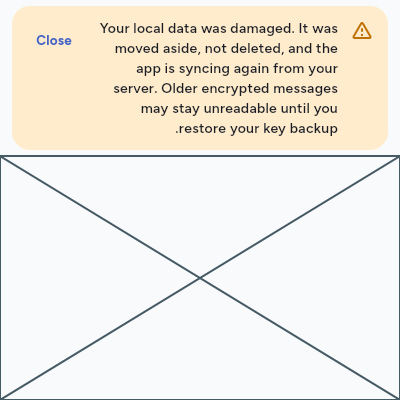 Your local data was damaged. It was
moved aside, not deleted, and the
app is syncing again from your
server. Older encrypted messages
may stay unreadable until you
.restore your key backup
Close